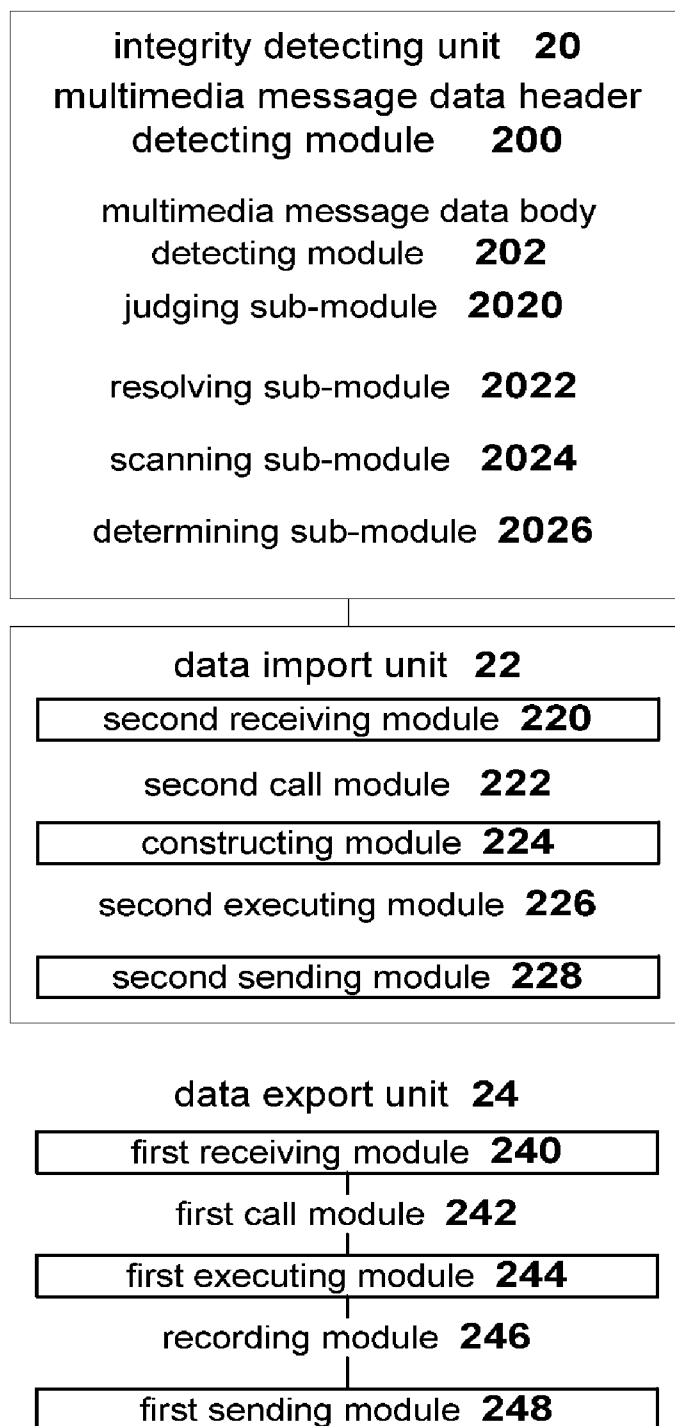 integrity detecting unit 20
multimedia message data header
detecting module 200
multimedia message data body
detecting module 202
judging sub-module 2020
resolving sub-module 2022
scanning sub-module 2024
determining sub-module 2026
data import unit 22
second receiving module 220
second call module 222
constructing module 224
second executing module 226
second sending module 228
data export unit 24
first receiving module 240
first call module 242
first executing module 244
recording module 246
first sending module 248